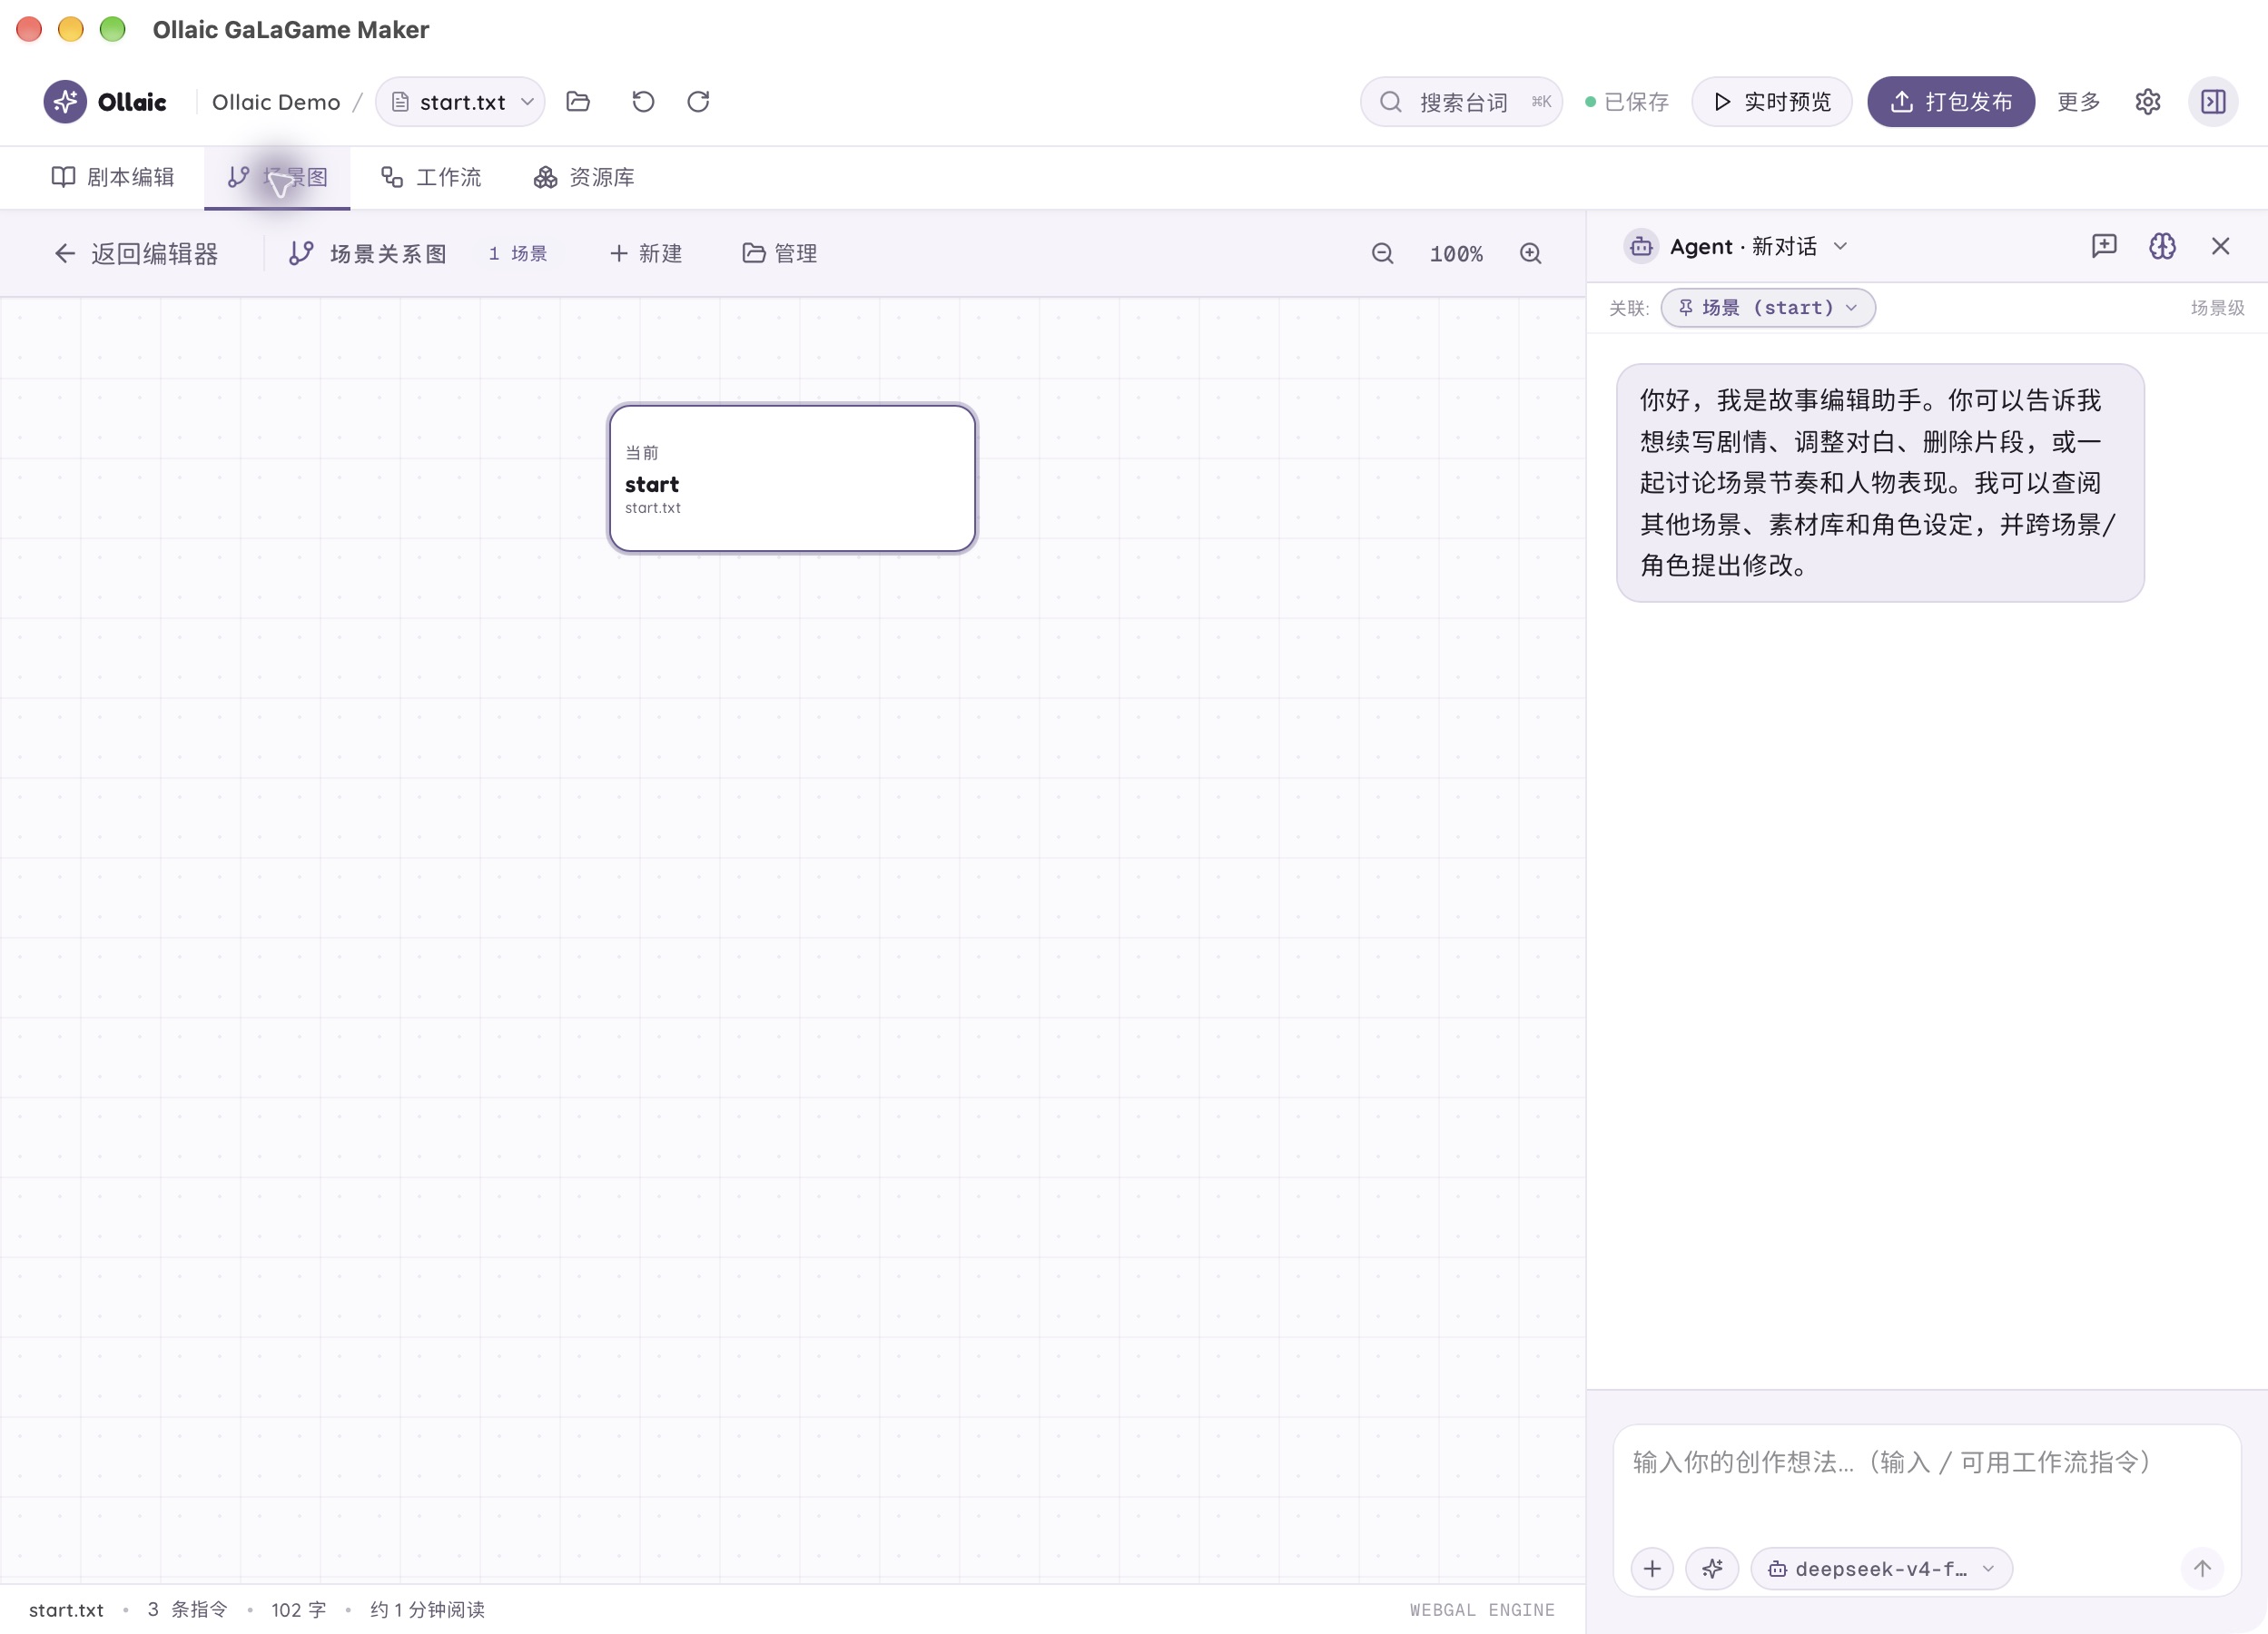 Ollaic GaLaGame Maker
Ollaic
Ollaic Demo / start.txt
搜索台词 ⌘K
已保存
实时预览
打包发布
更多
剧本编辑
场景图
工作流
资源库
返回编辑器
场景关系图
1 场景
新建
管理
100%
当前
start
start.txt
Agent · 新对话
关联:
场景 (start)
场景级
你好，我是故事编辑助手。你可以告诉我
想续写剧情、调整对白、删除片段，或一
起讨论场景节奏和人物表现。我可以查阅
其他场景、素材库和角色设定，并跨场景/
角色提出修改。
输入你的创作想法...（输入 / 可用工作流指令）
deepseek-v4-f…
start.txt • 3 条指令 • 102 字 • 约 1 分钟阅读
WEBGAL ENGINE